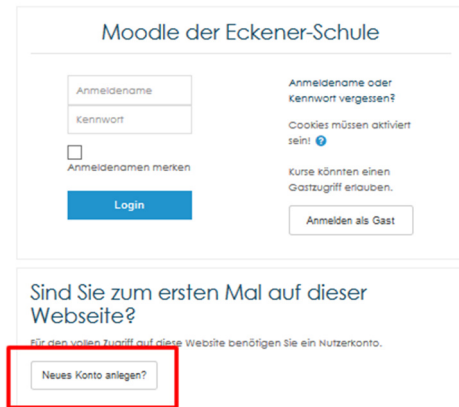 Moodle der Eckener-Schule
Anmeldename
Kennwort
Anmeldenamen merken
Login
Anmeldename oder
Kennwort vergessen?
Cookies müssen aktiviert
sein! ?
Kurse könnten einen
Gastzugriff erlauben.
Anmelden als Gast
Sind Sie zum ersten Mal auf dieser
Webseite?
Für den vollen Zugriff auf diese Website benötigen Sie ein Nutzerkonto.
Neues Konto anlegen?